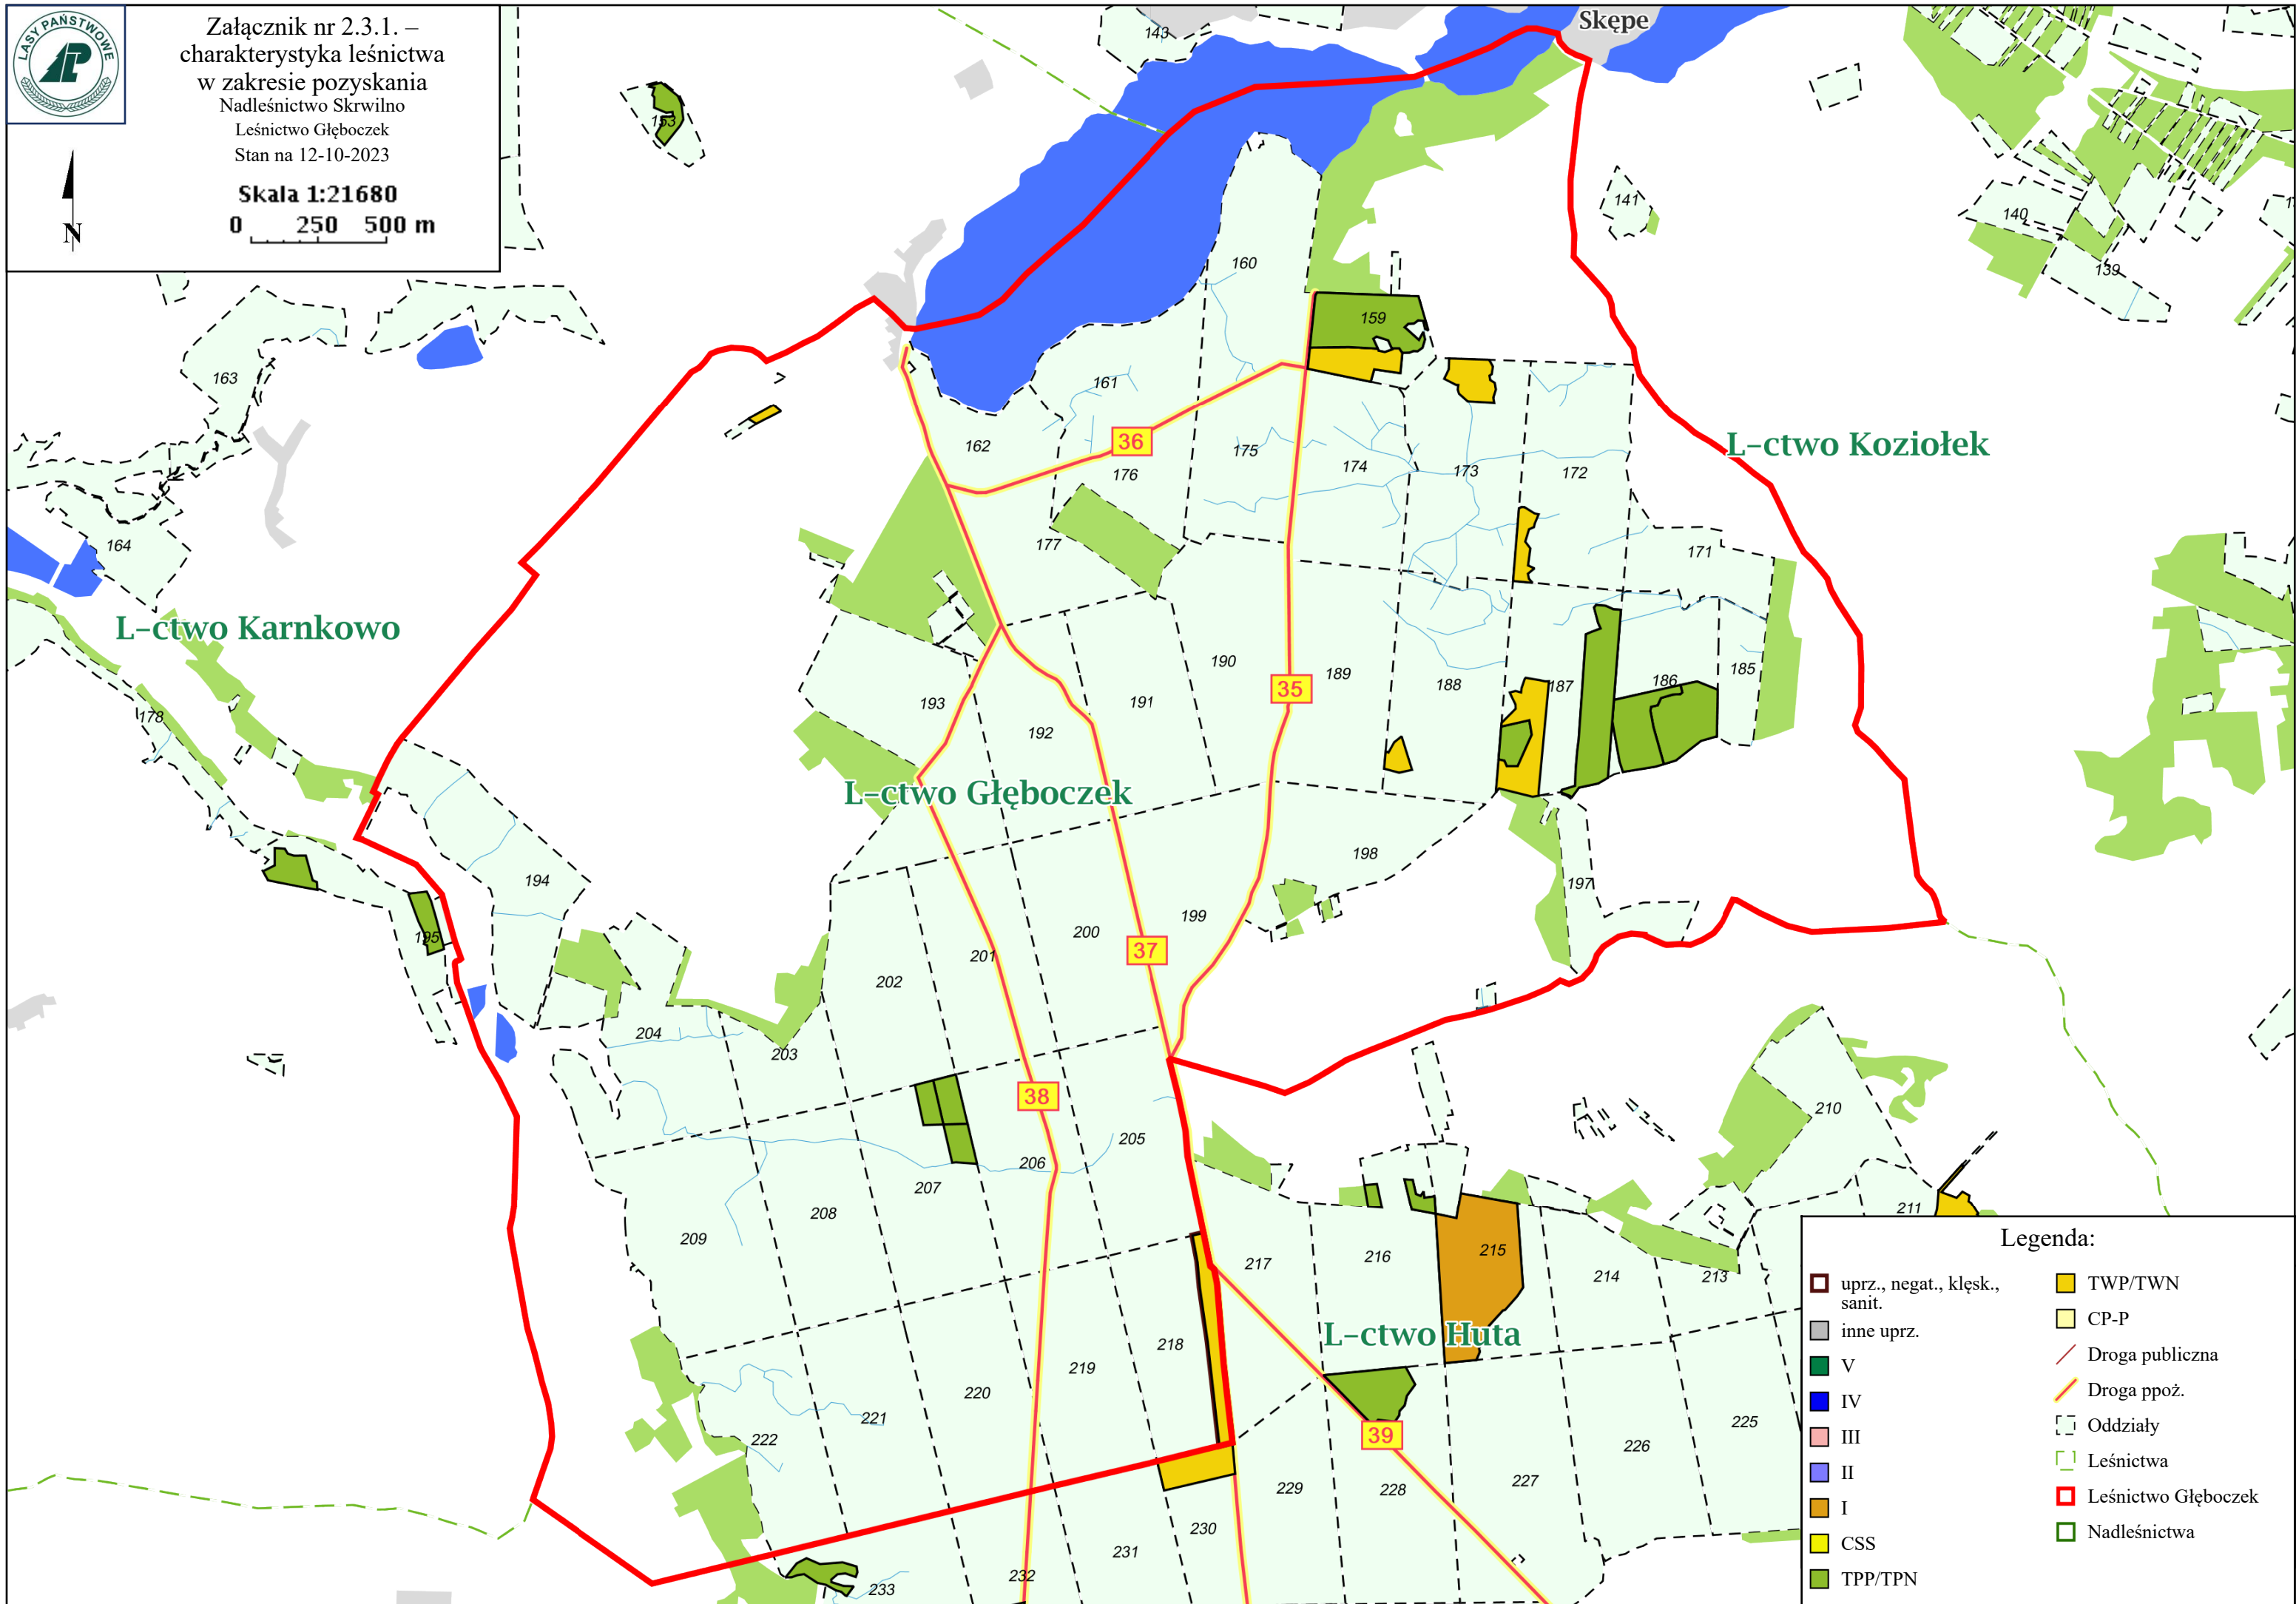 LASY PAŃSTWOWE
Załącznik nr 2.3.1. –
charakterystyka leśnictwa
w zakresie pozyskania
Nadleśnictwo Skrwilno
Leśnictwo Głęboczek
Stan na 12-10-2023
Skala 1:21680
0 250 500 m
N
Skępe
143
153
141
140
139
160
159
163
161
36
162
175
174
173
172
176
L-ctwo Koziołek
164
177
171
L-ctwo Karnkowo
190
189
188
187
186
185
35
178
193
191
192
L-ctwo Głęboczek
198
194
197
195
199
200
37
201
202
204
203
38
210
205
206
207
208
209
211
217
216
215
214
213
L-ctwo Huta
218
219
220
221
222
39
225
226
227
228
229
230
231
232
233
Legenda:
uprz., negat., klęsk.,
sanit.
inne uprz.
V
IV
III
II
I
CSS
TPP/TPN
TWP/TWN
CP-P
Droga publiczna
Droga ppoż.
Oddziały
Leśnictwa
Leśnictwo Głęboczek
Nadleśnictwa